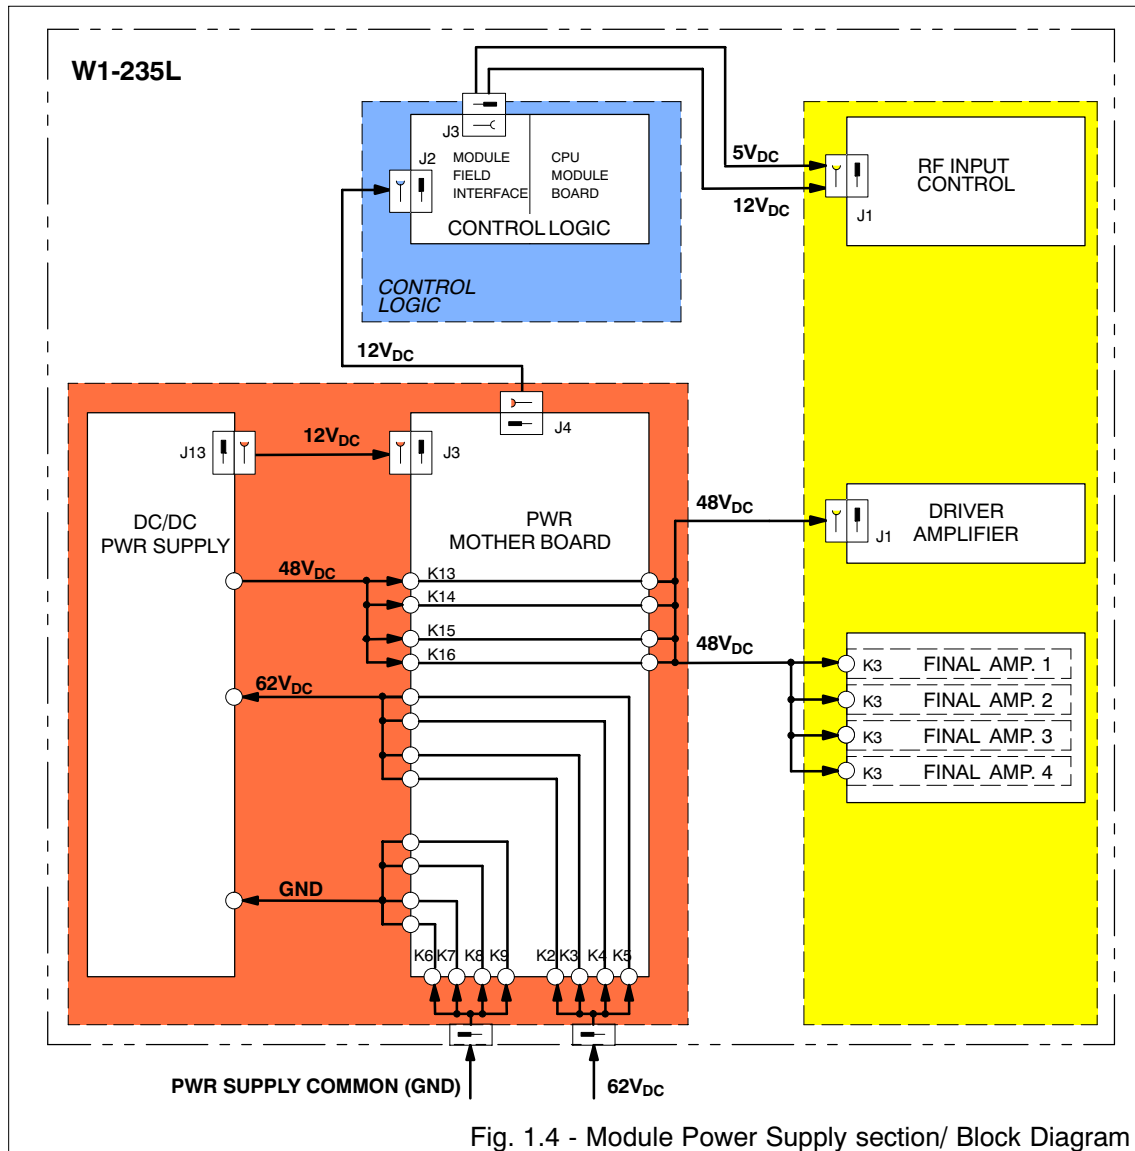 W1-235L
J3
J2
MODULE
FIELD
INTERFACE
CPU
MODULE
BOARD
CONTROL LOGIC
CONTROL
LOGIC
5VDC
12VDC
RF INPUT
CONTROL
J1
12VDC
J4
J13
12VDC
J3
DC/DC
PWR SUPPLY
PWR
MOTHER BOARD
48VDC
K13
K14
K15
K16
48VDC
J1
DRIVER
AMPLIFIER
48VDC
K3 FINAL AMP. 1
K3 FINAL AMP. 2
K3 FINAL AMP. 3
K3 FINAL AMP. 4
62VDC
GND
K6 K7 K8 K9 K2 K3 K4 K5
PWR SUPPLY COMMON (GND)
62VDC
Fig. 1.4 - Module Power Supply section/ Block Diagram